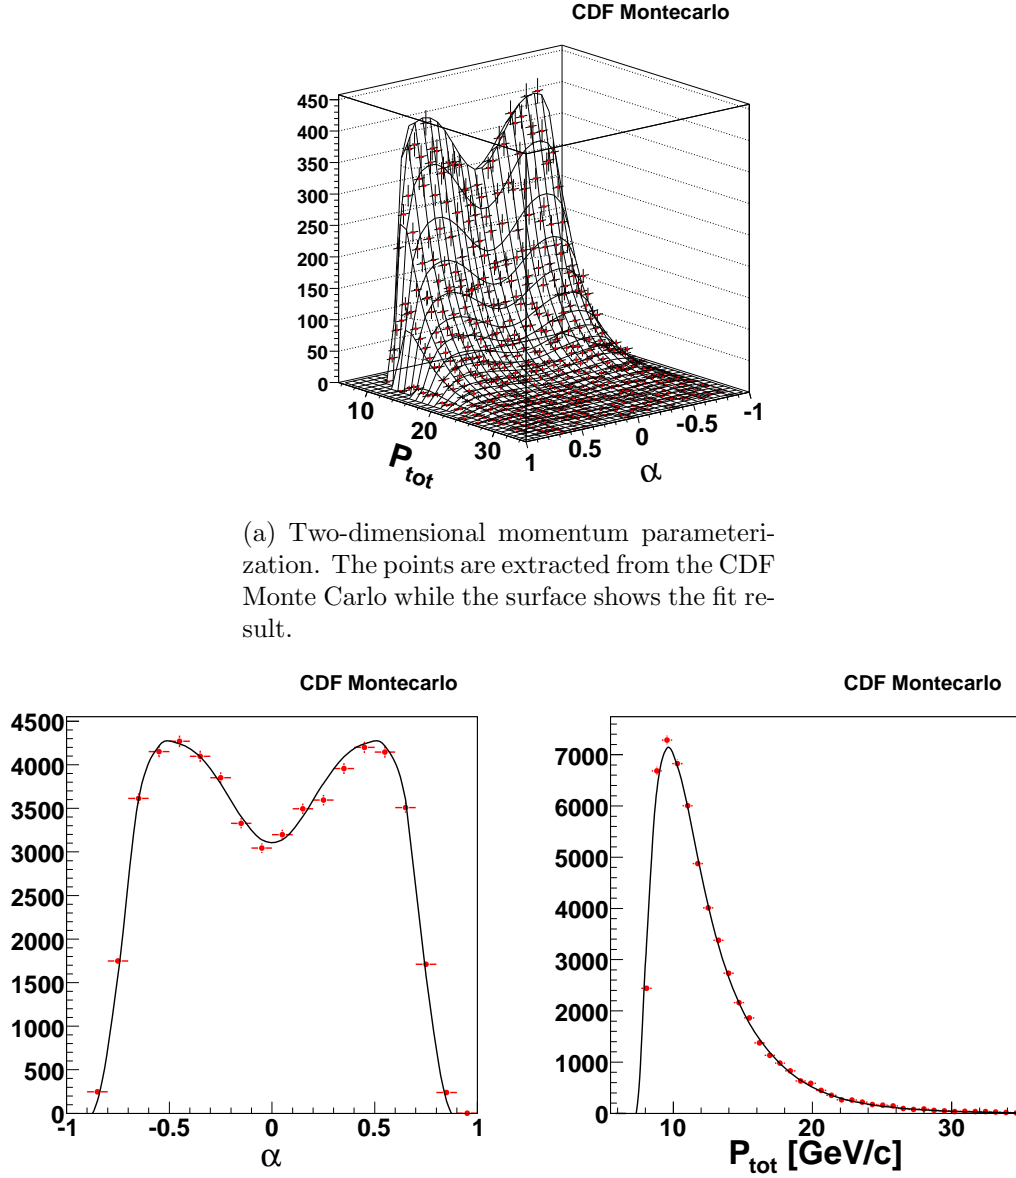 CDF Montecarlo
450
400
350
300
250
200
150
100
50
0
10
20
30
P_tot
1
0.5
0
-0.5
-1
α
(a) Two-dimensional momentum parameteri-
zation. The points are extracted from the CDF
Monte Carlo while the surface shows the fit re-
sult.
CDF Montecarlo
4500
4000
3500
3000
2500
2000
1500
1000
500
0
-1 -0.5 0 0.5 1
α
CDF Montecarlo
7000
6000
5000
4000
3000
2000
1000
0
10 20 30
P_tot [GeV/c]